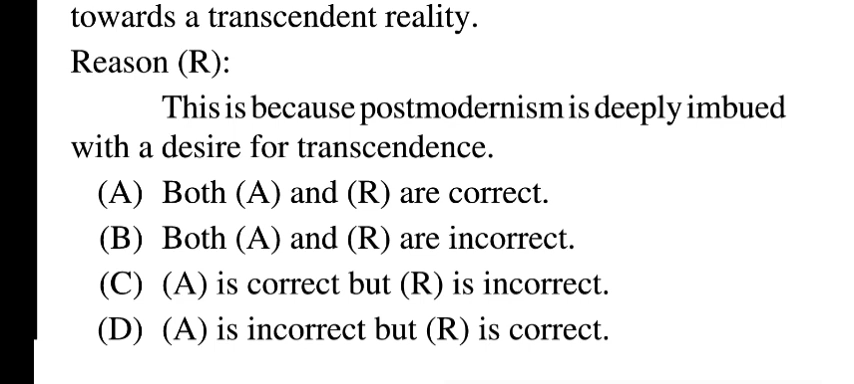 towards a transcendent reality.
Reason (R):
This is because postmodernism is deeply imbued
with a desire for transcendence.
(A) Both (A) and (R) are correct.
(B) Both (A) and (R) are incorrect.
(C) (A) is correct but (R) is incorrect.
(D) (A) is incorrect but (R) is correct.